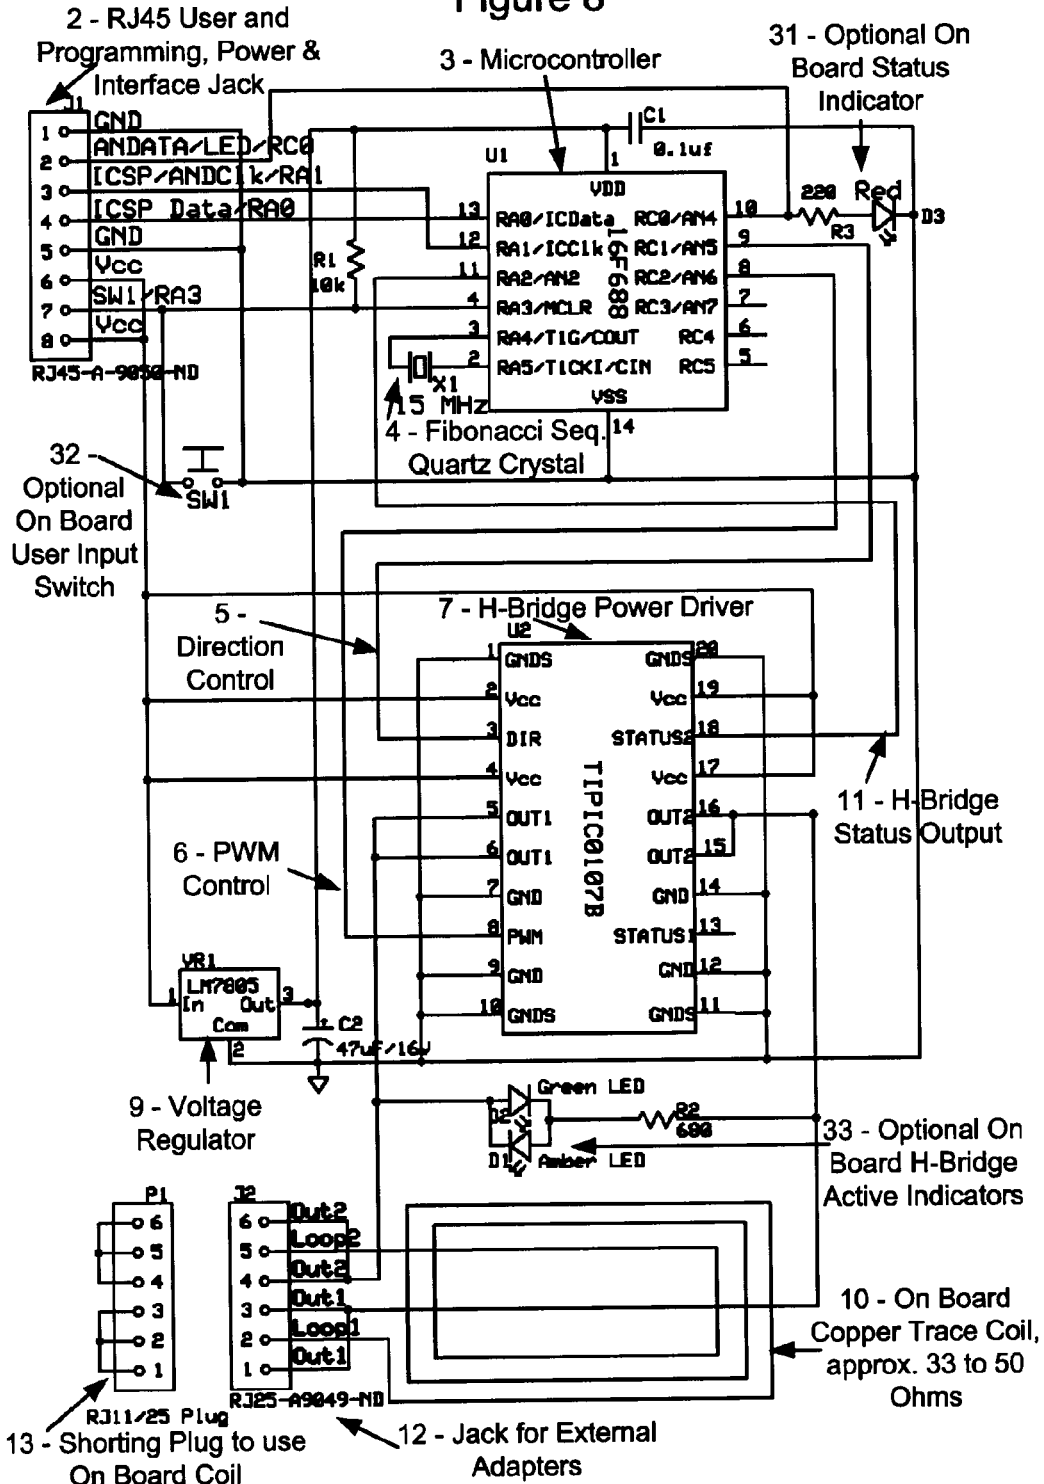 Figure 8
2 - RJ45 User and
Programming, Power &
Interface Jack
3 - Microcontroller
31 - Optional On
Board Status
Indicator
J1
1
GND
2
ANDATA/LED/RC0
3
ICSP/ANDClk/RA1
4
ICSP Data/RA0
5
GND
6
Vcc
7
SW1/RA3
8
Vcc
RJ45-A-9050-ND
R1
10k
C1
0.1uf
U1
1
VDD
13
RA0/ICData
12
RA1/ICClk
11
RA2/AN2
4
RA3/MCLR
3
RA4/T1G/COUT
2
RA5/T1CKI/CIN
VSS
14
16F688
RC0/AN4
10
RC1/AN5
9
RC2/AN6
8
RC3/AN7
7
RC4
6
RC5
5
220
R3
Red
D3
X1
15 MHz
4 - Fibonacci Seq.
Quartz Crystal
32 -
Optional
On Board
User Input
Switch
SW1
5 -
Direction
Control
7 - H-Bridge Power Driver
U2
1
GNDS
2
Vcc
3
DIR
4
Vcc
5
OUT1
6
OUT1
7
GND
8
PWM
9
GND
10
GNDS
TIPIC0107B
GNDS
20
Vcc
19
STATUS2
18
Vcc
17
OUT2
16
OUT2
15
GND
14
STATUS1
13
GND
12
GNDS
11
11 - H-Bridge
Status Output
6 - PWM
Control
VR1
LM7805
1
In
Out
3
Com
2
C2
47uF/16V
9 - Voltage
Regulator
Green LED
D2
D1
Amber LED
R2
680
33 - Optional On
Board H-Bridge
Active Indicators
P1
6
5
4
3
2
1
RJ11/25 Plug
J2
6
Out2
5
Loop2
4
Out2
3
Out1
2
Loop1
1
Out1
RJ25-A9049-ND
10 - On Board
Copper Trace Coil,
approx. 33 to 50
Ohms
13 - Shorting Plug to use
On Board Coil
12 - Jack for External
Adapters